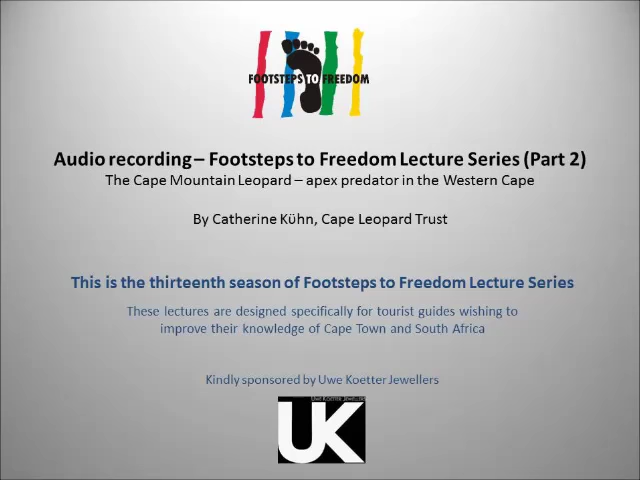 FOOTSTEPS TO FREEDOM
Audio recording – Footsteps to Freedom Lecture Series (Part 2)
The Cape Mountain Leopard – apex predator in the Western Cape
By Catherine Kühn, Cape Leopard Trust
This is the thirteenth season of Footsteps to Freedom Lecture Series
These lectures are designed specifically for tourist guides wishing to
improve their knowledge of Cape Town and South Africa
Kindly sponsored by Uwe Koetter Jewellers
Uwe Koetter Jewellers
UK